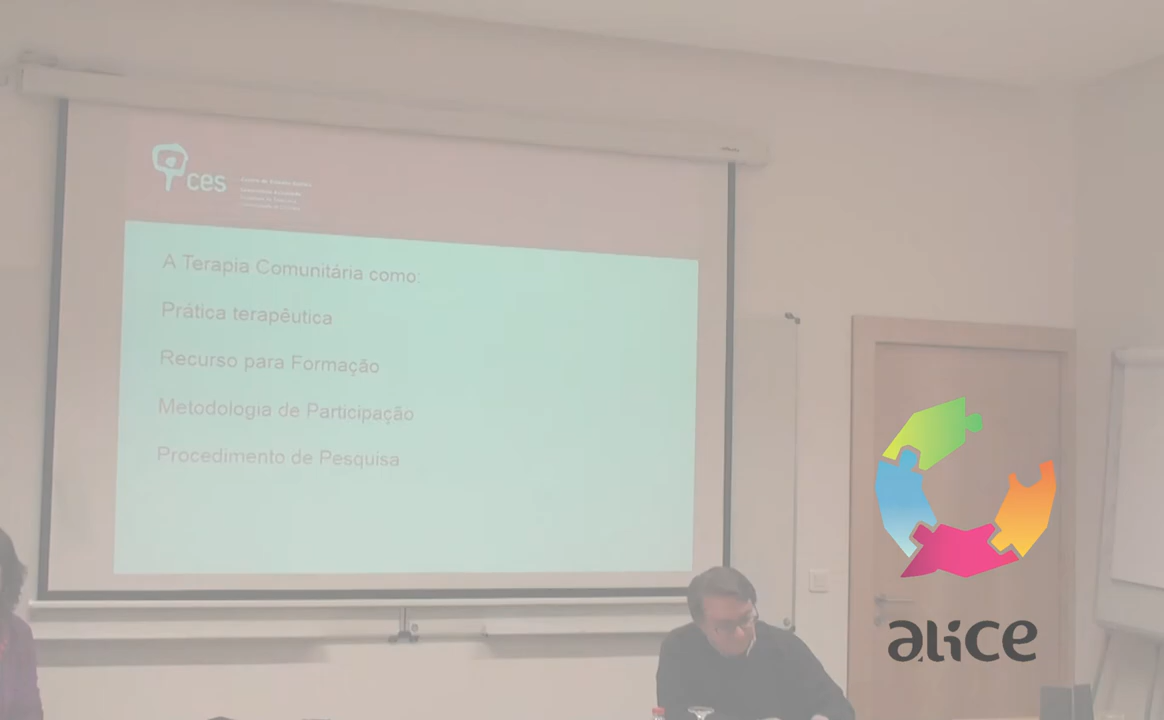 ces
A Terapia Comunitária como:
Prática terapêutica
Recurso para Formação
Metodologia de Participação
Procedimento de Pesquisa
alice